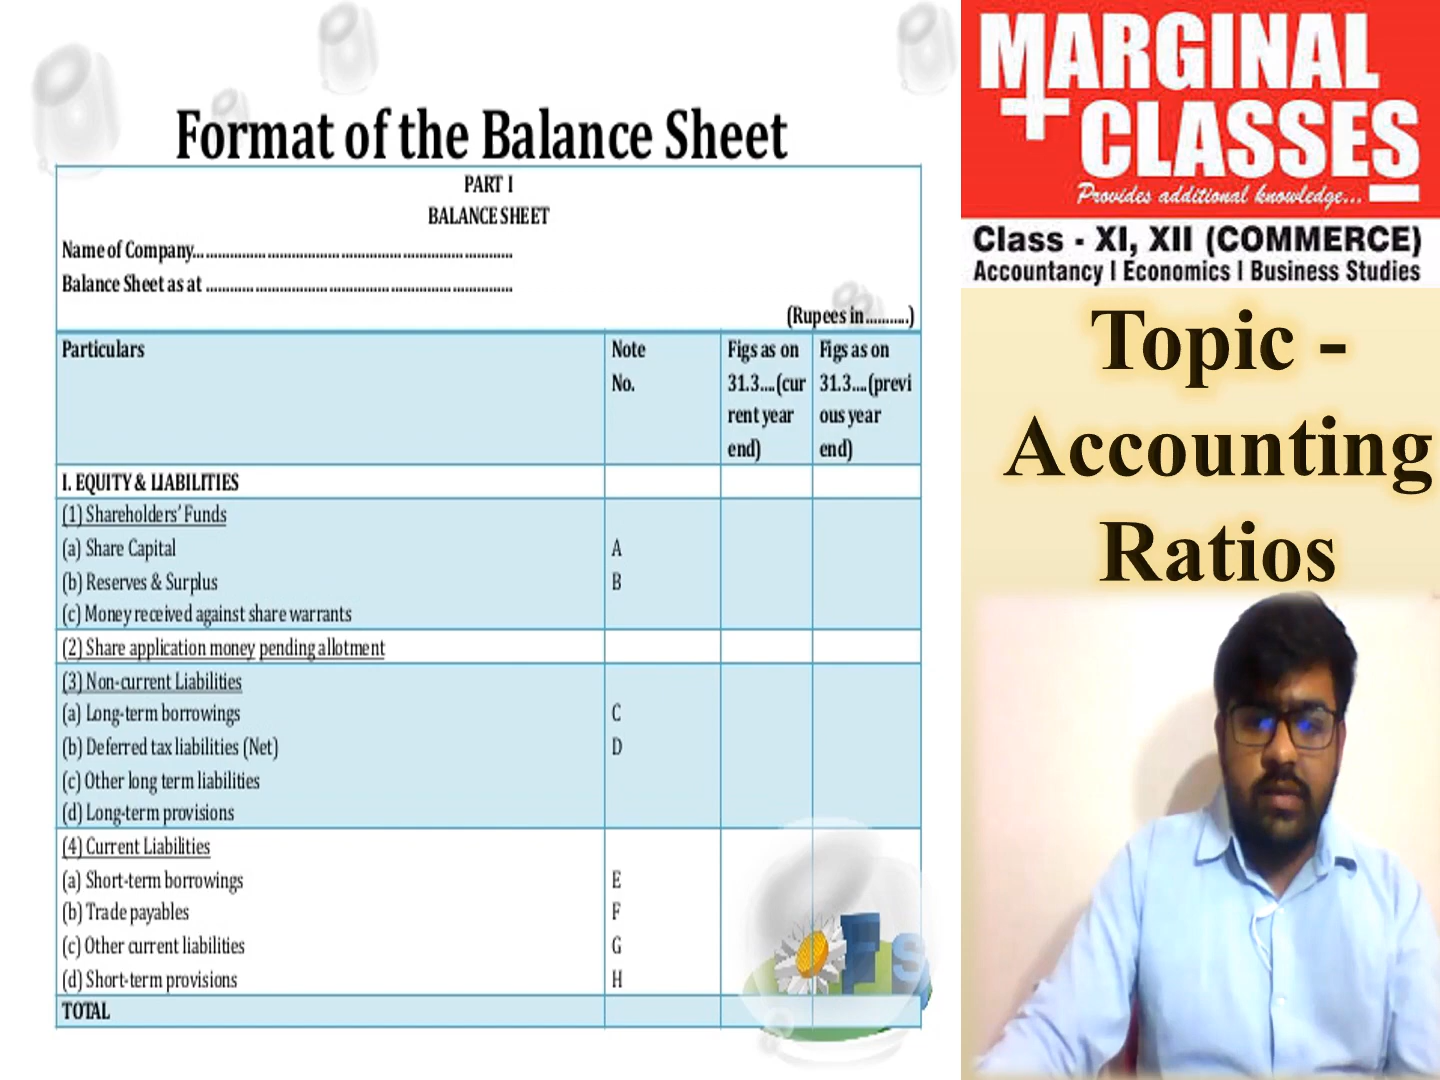 Format of the Balance Sheet
PART I
BALANCE SHEET
Name of Company.......................................................................................
Balance Sheet as at .....................................................................................
(Rupees in...........)
Particulars
Note
No.
Figs as on
31.3....(cur
rent year
end)
Figs as on
31.3....(previ
ous year
end)
I. EQUITY & LIABILITIES
(1) Shareholders' Funds
(a) Share Capital A
(b) Reserves & Surplus B
(c) Money received against share warrants
(2) Share application money pending allotment
(3) Non-current Liabilities
(a) Long-term borrowings C
(b) Deferred tax liabilities (Net) D
(c) Other long term liabilities
(d) Long-term provisions
(4) Current Liabilities
(a) Short-term borrowings E
(b) Trade payables F
(c) Other current liabilities G
(d) Short-term provisions H
TOTAL
MARGINAL
CLASSES
Provides additional knowledge...
Class - XI, XII (COMMERCE)
Accountancy | Economics | Business Studies
Topic -
Accounting
Ratios